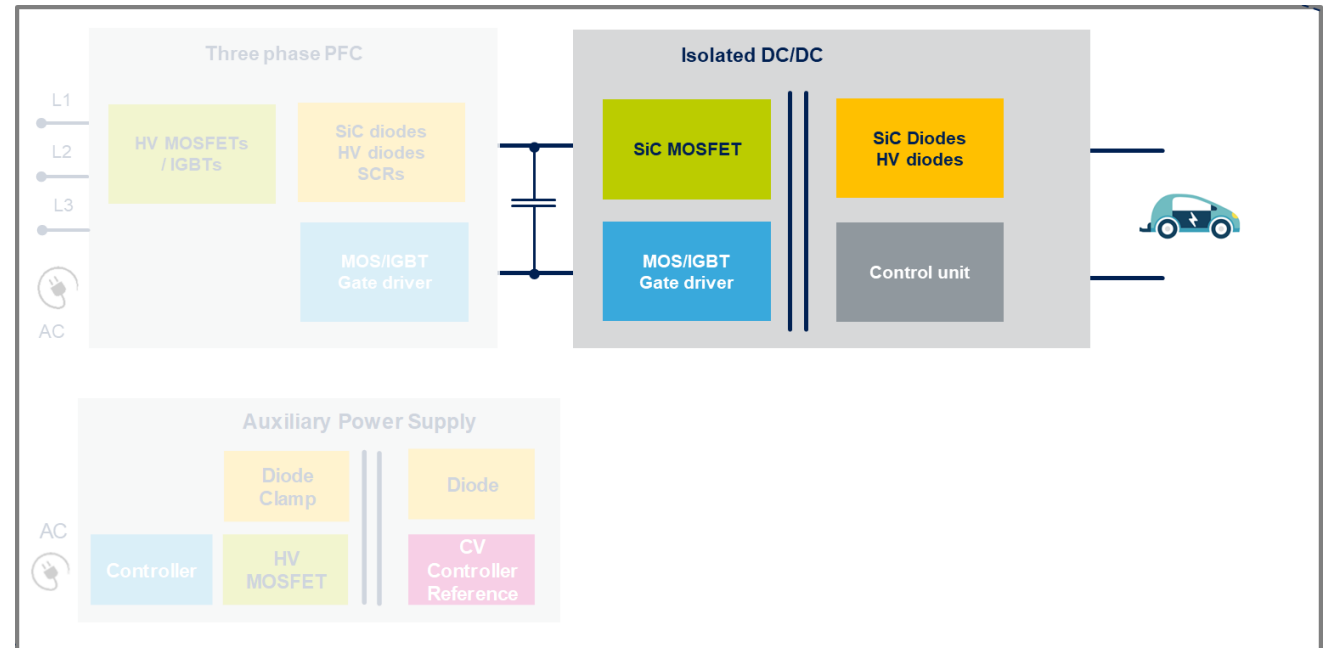 Three phase PFC
L1
L2
L3
HV MOSFETs
/ IGBTs
SiC diodes
HV diodes
SCRs
MOS/IGBT
Gate driver
AC
Isolated DC/DC
SiC MOSFET
SiC Diodes
HV diodes
MOS/IGBT
Gate driver
Control unit
Auxiliary Power Supply
Diode
Clamp
Diode
AC
Controller
HV
MOSFET
CV
Controller
Reference